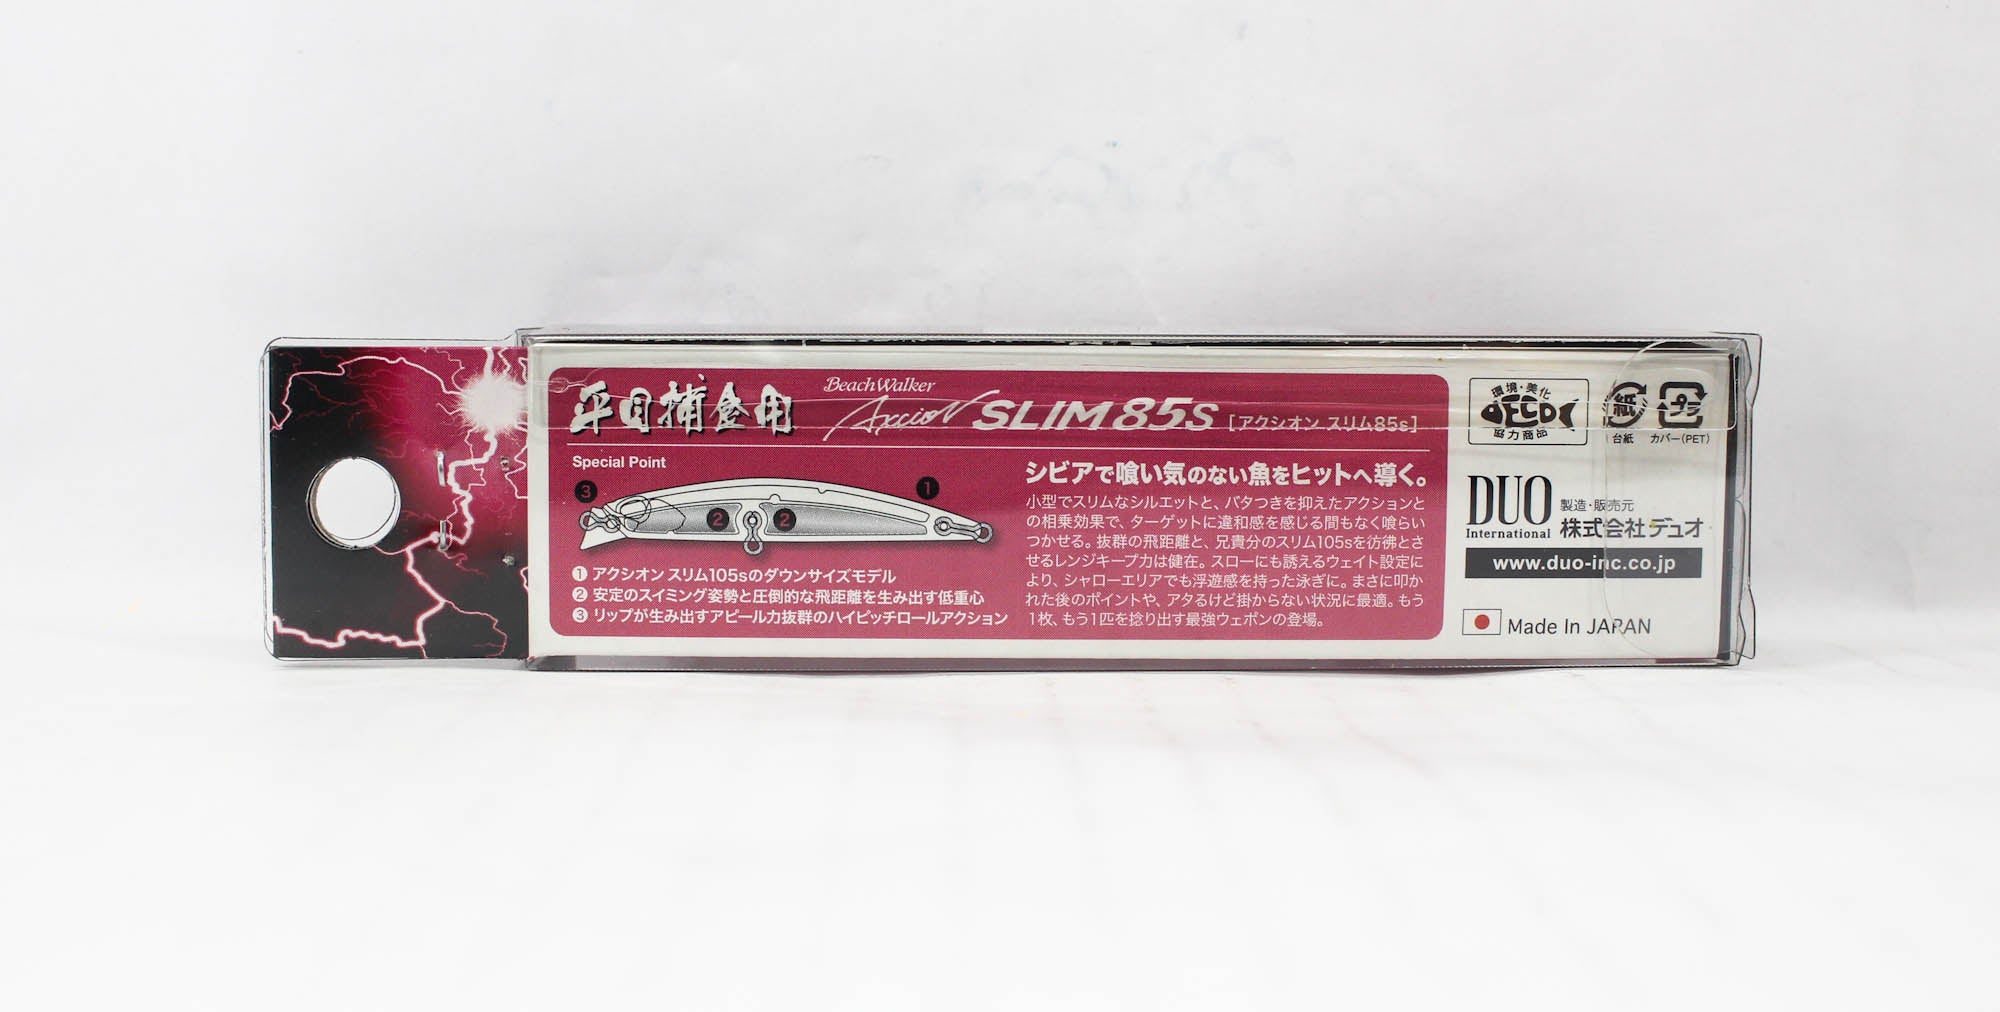 平目捕食用
BeachWalker
Axcion SLIM 85S [アクシオン スリム85s]
Special Point
3
1
2
2
❶ アクシオン スリム105sのダウンサイズモデル
❷ 安定のスイミング姿勢と圧倒的な飛距離を生み出す低重心
❸ リップが生み出すアピール力抜群のハイピッチロールアクション
シビアで喰い気のない魚をヒットへ導く。
小型でスリムなシルエットと、バタつきを抑えたアクションと
の相乗効果で、ターゲットに違和感を感じる間もなく喰らい
つかせる。抜群の飛距離と、兄貴分のスリム105sを彷彿とさ
せるレンジキープ力は健在。スローにも誘えるウェイト設定に
より、シャローエリアでも浮遊感を持った泳ぎに。まさに叩か
れた後のポイントや、アタるけど掛からない状況に最適。もう
1枚、もう1匹を捻り出す最強ウェポンの登場。
環境・美化
ECO
協力商品
紙
台紙
プラ
カバー(PET)
DUO
International
製造・販売元
株式会社デュオ
www.duo-inc.co.jp
Made In JAPAN